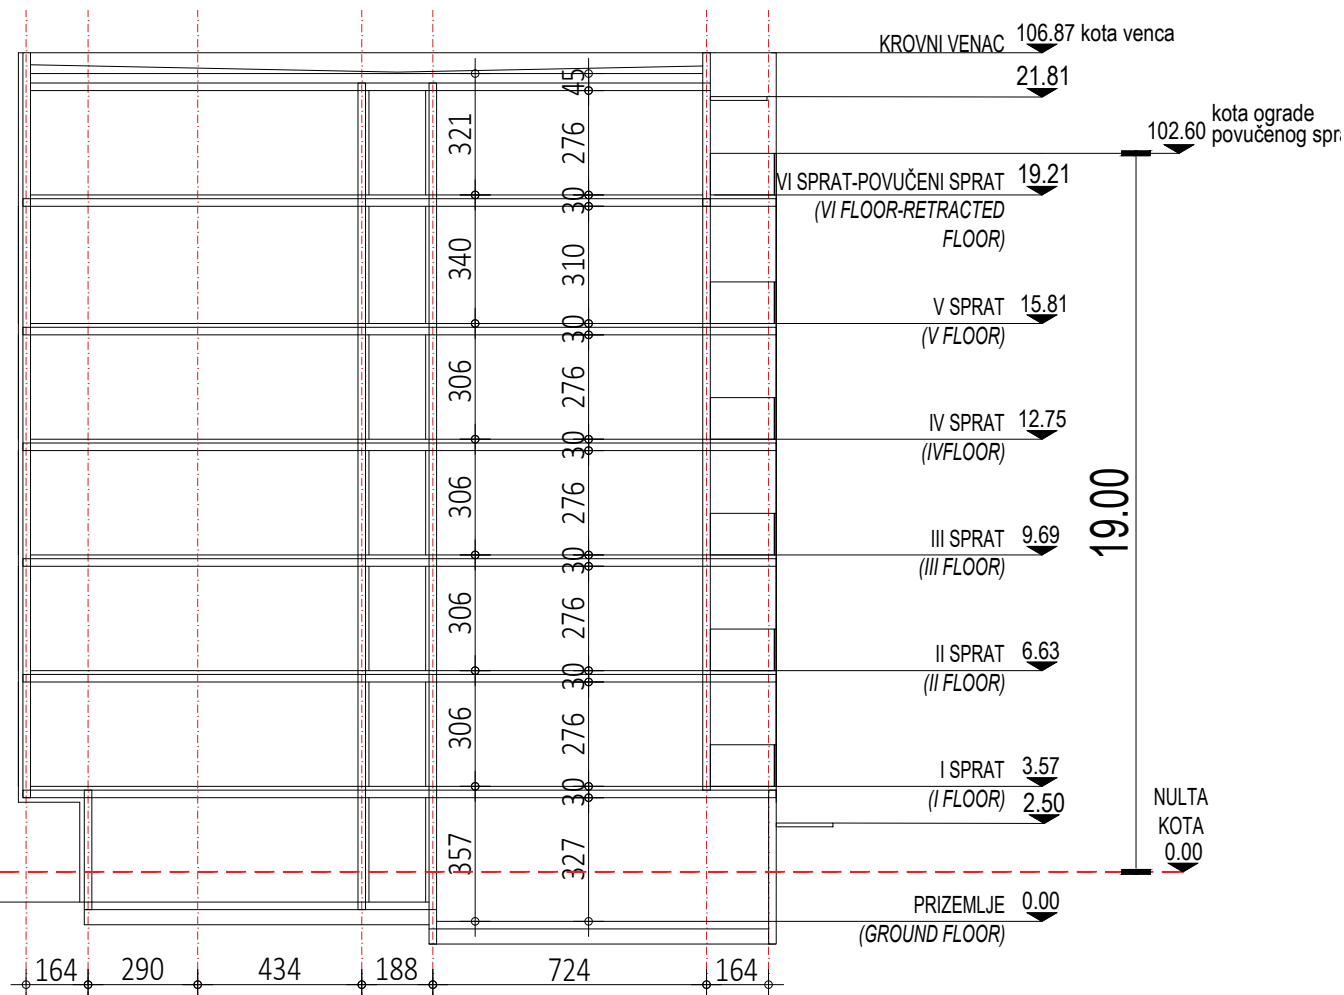 KROVNI VENAC 106.87 kota venca
21.81
kota ograde
102.60
VI SPRAT-POVUČENI SPRAT 19.21
(VI FLOOR-RETRACTED
FLOOR)
V SPRAT 15.81
(V FLOOR)
IV SPRAT 12.75
(IVFLOOR)
III SPRAT 9.69
(III FLOOR)
II SPRAT 6.63
(II FLOOR)
I SPRAT 3.57
(I FLOOR) 2.50
NULTA
KOTA
0.00
PRIZEMLJE 0.00
(GROUND FLOOR)
19.00
povučenog
321
340
306
306
306
306
357
45
276
30
310
30
276
30
276
30
276
30
276
30
327
164 290 434 188 724 164